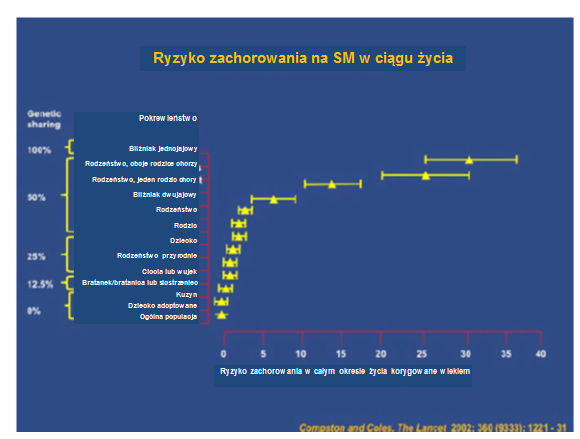 Ryzyko zachorowania na SM w ciągu życia
Genetic
sharing
Pokrewieństwo
100%
Bliźniak jednojajowy
Rodzeństwo, oboje rodzice chorzy
Rodzeństwo, jeden rodzic chory
50%
Bliźniak dwujajowy
Rodzeństwo
Rodzic
Dziecko
25%
Rodzeństwo przyrodnie
Ciocia lub wujek
12.5%
Bratanek/bratanica lub siostrzeniec
Kuzyn
0%
Dziecko adoptowane
Ogólna populacja
0 5 10 15 20 25 30 35 40
Ryzyko zachorowania w całym okresie życia korygowane wiekiem
Compston and Coles, The Lancet 2002; 360 (9333): 1221 - 31